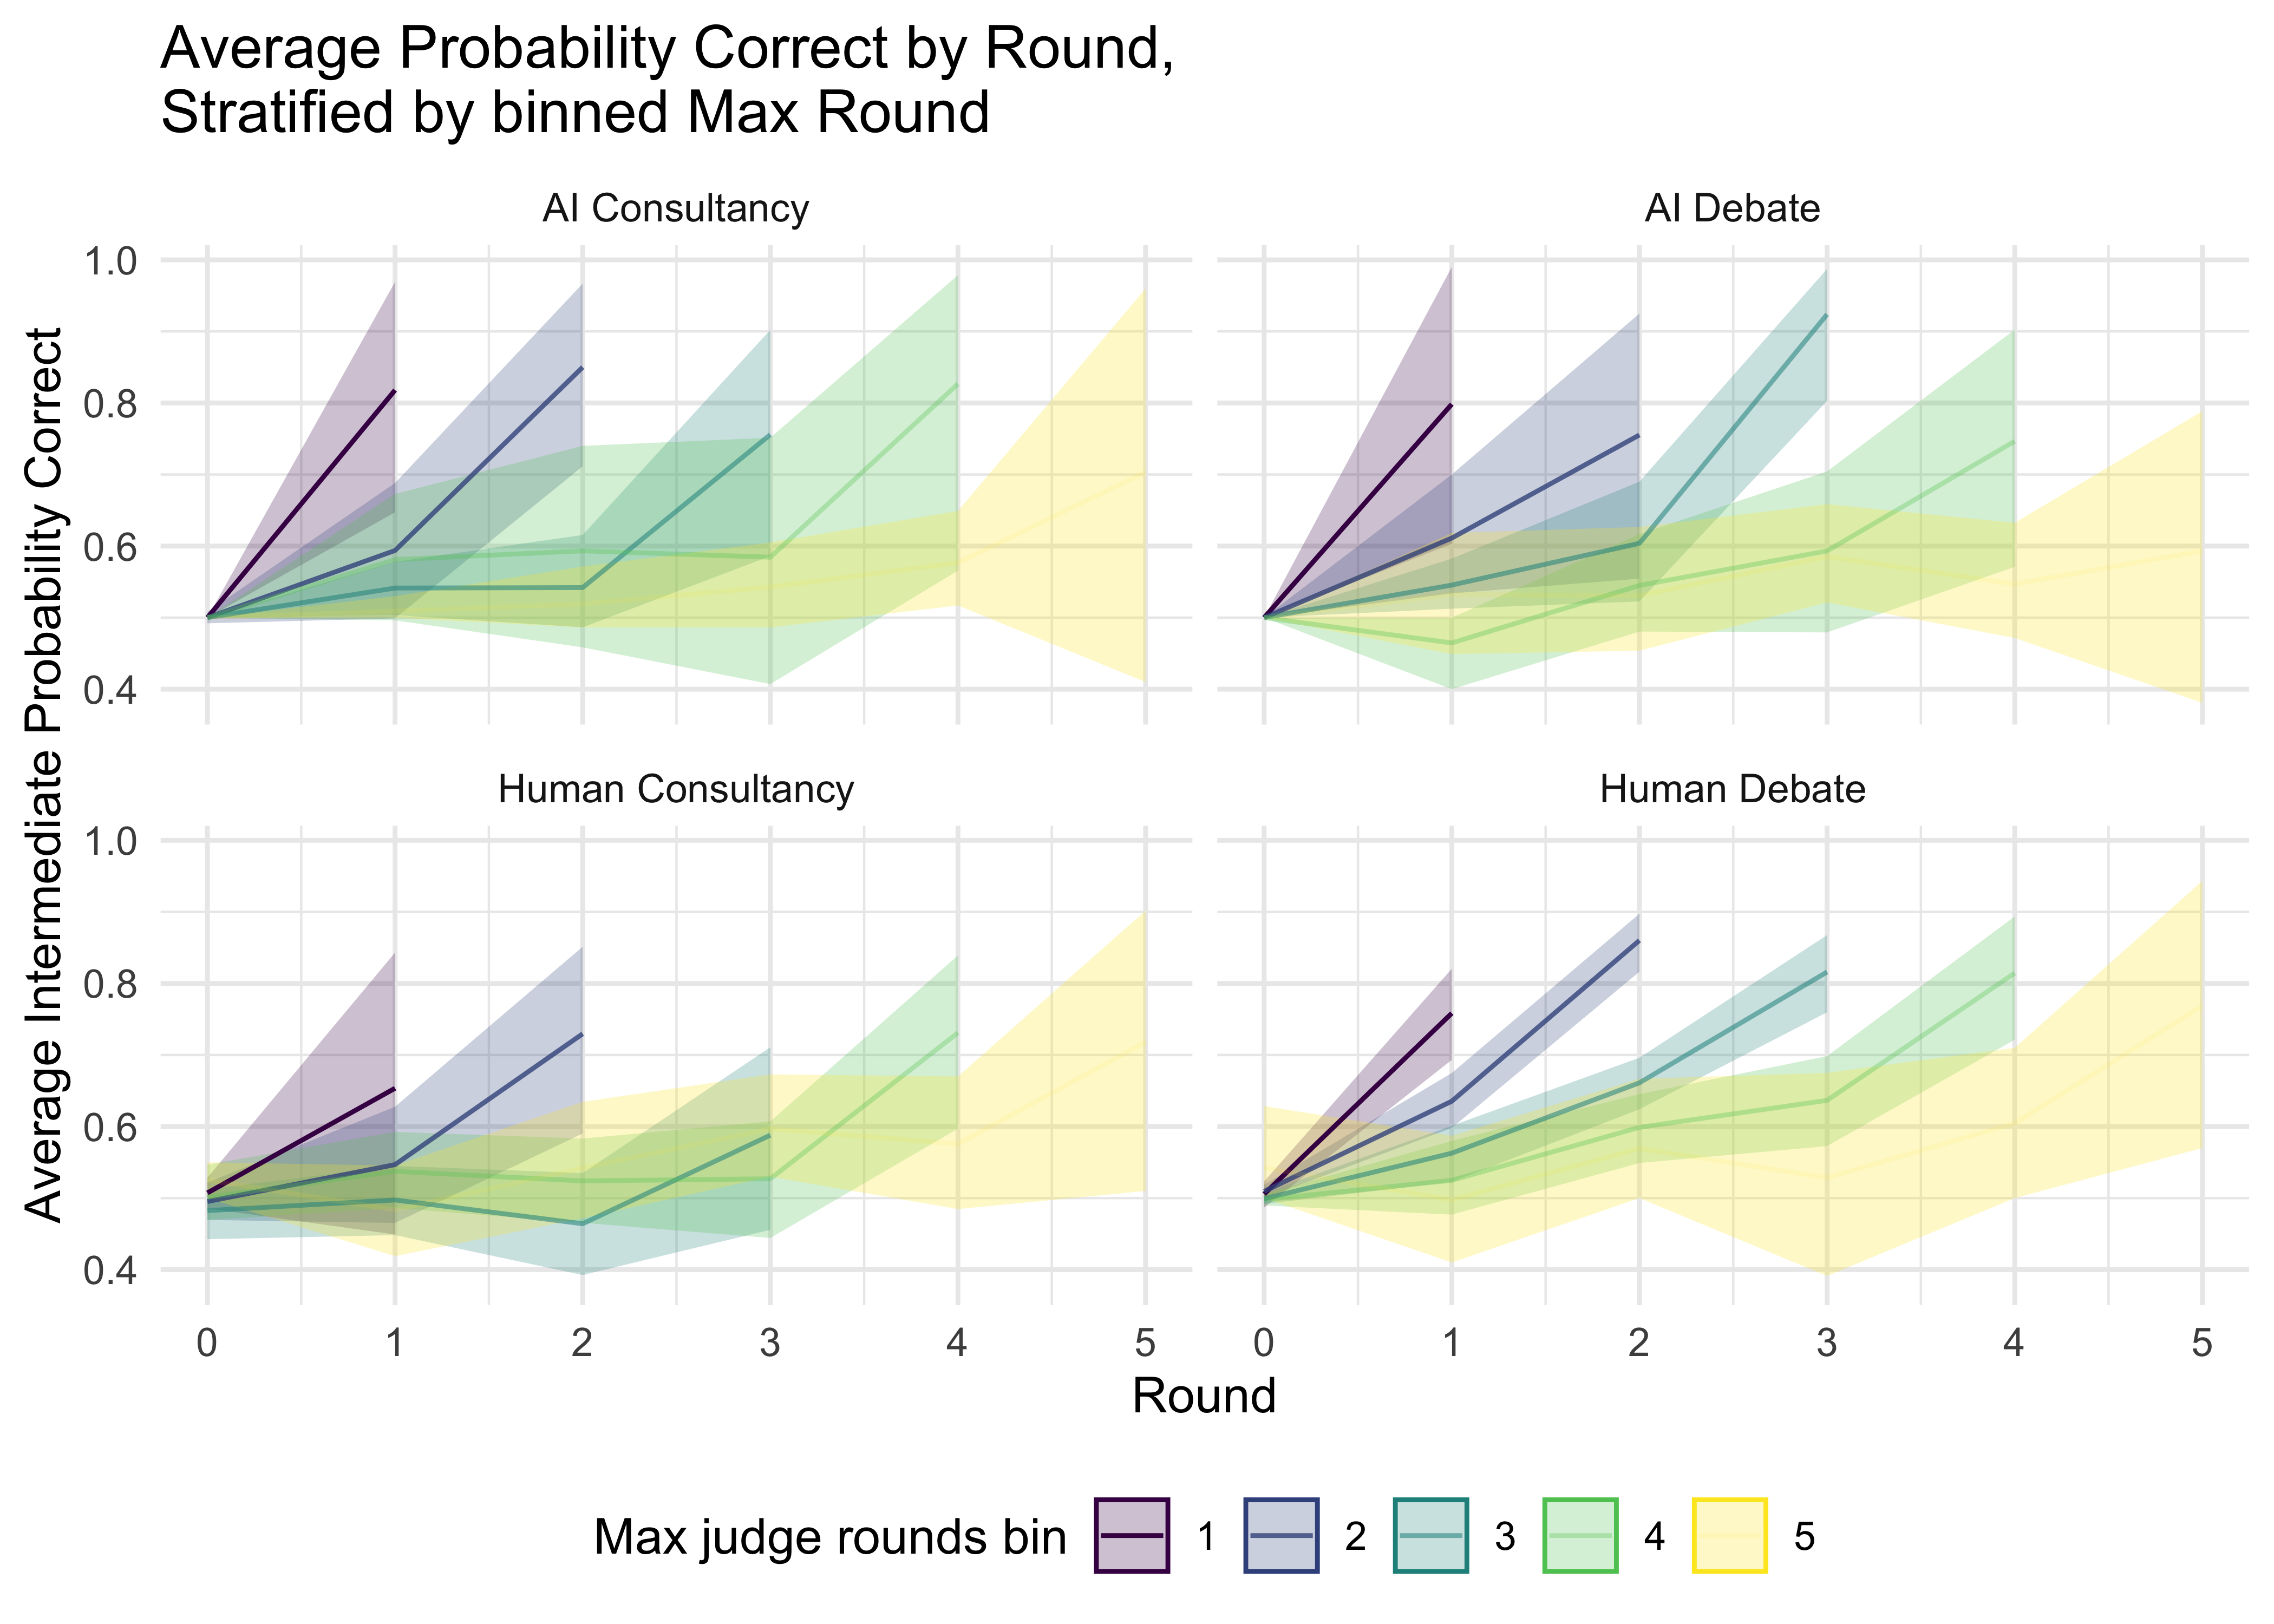 Average Probability Correct by Round,
Stratified by binned Max Round
AI Consultancy
AI Debate
1.0
0.8
0.6
0.4
Human Consultancy
Human Debate
1.0
0.8
0.6
0.4
Average Intermediate Probability Correct
0 1 2 3 4 5
0 1 2 3 4 5
Round
Max judge rounds bin 1 2 3 4 5